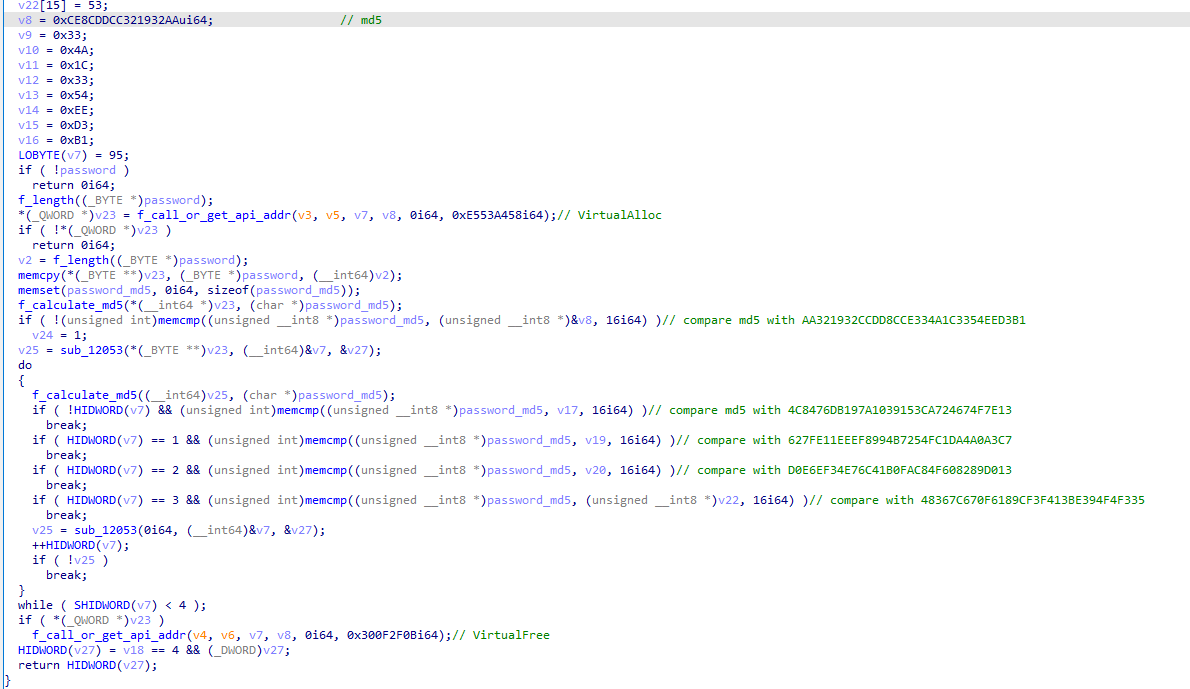 v22[15] = 53;
v8 = 0xCE8CDDCC321932AAui64; // md5
v9 = 0x33;
v10 = 0x4A;
v11 = 0x1C;
v12 = 0x33;
v13 = 0x54;
v14 = 0xEE;
v15 = 0xD3;
v16 = 0xB1;
LOBYTE(v7) = 95;
if ( !password )
return 0i64;
f_length((_BYTE *)password);
*(_QWORD *)v23 = f_call_or_get_api_addr(v3, v5, v7, v8, 0i64, 0xE553A458i64);// VirtualAlloc
if ( !*(_QWORD *)v23 )
return 0i64;
v2 = f_length((_BYTE *)password);
memcpy(*(_BYTE **)v23, (_BYTE *)password, (__int64)v2);
memset(password_md5, 0i64, sizeof(password_md5));
f_calculate_md5(*(__int64 *)v23, (char *)password_md5);
if ( !(unsigned int)memcmp((unsigned __int8 *)password_md5, (unsigned __int8 *)&v8, 16i64) )// compare md5 with AA321932CCDD8CCE334A1C3354EED3B1
v24 = 1;
v25 = sub_12053(*(_BYTE **)v23, (__int64)&v7, &v27);
do
{
f_calculate_md5((__int64)v25, (char *)password_md5);
if ( !HIDWORD(v7) && (unsigned int)memcmp((unsigned __int8 *)password_md5, v17, 16i64) )// compare md5 with 4C8476DB197A1039153CA724674F7E13
break;
if ( HIDWORD(v7) == 1 && (unsigned int)memcmp((unsigned __int8 *)password_md5, v19, 16i64) )// compare with 627FE11EEEF8994B7254FC1DA4A0A3C7
break;
if ( HIDWORD(v7) == 2 && (unsigned int)memcmp((unsigned __int8 *)password_md5, v20, 16i64) )// compare with D0E6EF34E76C41B0FAC84F608289D013
break;
if ( HIDWORD(v7) == 3 && (unsigned int)memcmp((unsigned __int8 *)password_md5, (unsigned __int8 *)v22, 16i64) )// compare with 48367C670F6189CF3F413BE394F4F335
break;
v25 = sub_12053(0i64, (__int64)&v7, &v27);
++HIDWORD(v7);
if ( !v25 )
break;
}
while ( SHIDWORD(v7) < 4 );
if ( *(_QWORD *)v23 )
f_call_or_get_api_addr(v4, v6, v7, v8, 0i64, 0x300F2F0Bi64);// VirtualFree
HIDWORD(v27) = v18 == 4 && (_DWORD)v27;
return HIDWORD(v27);
}